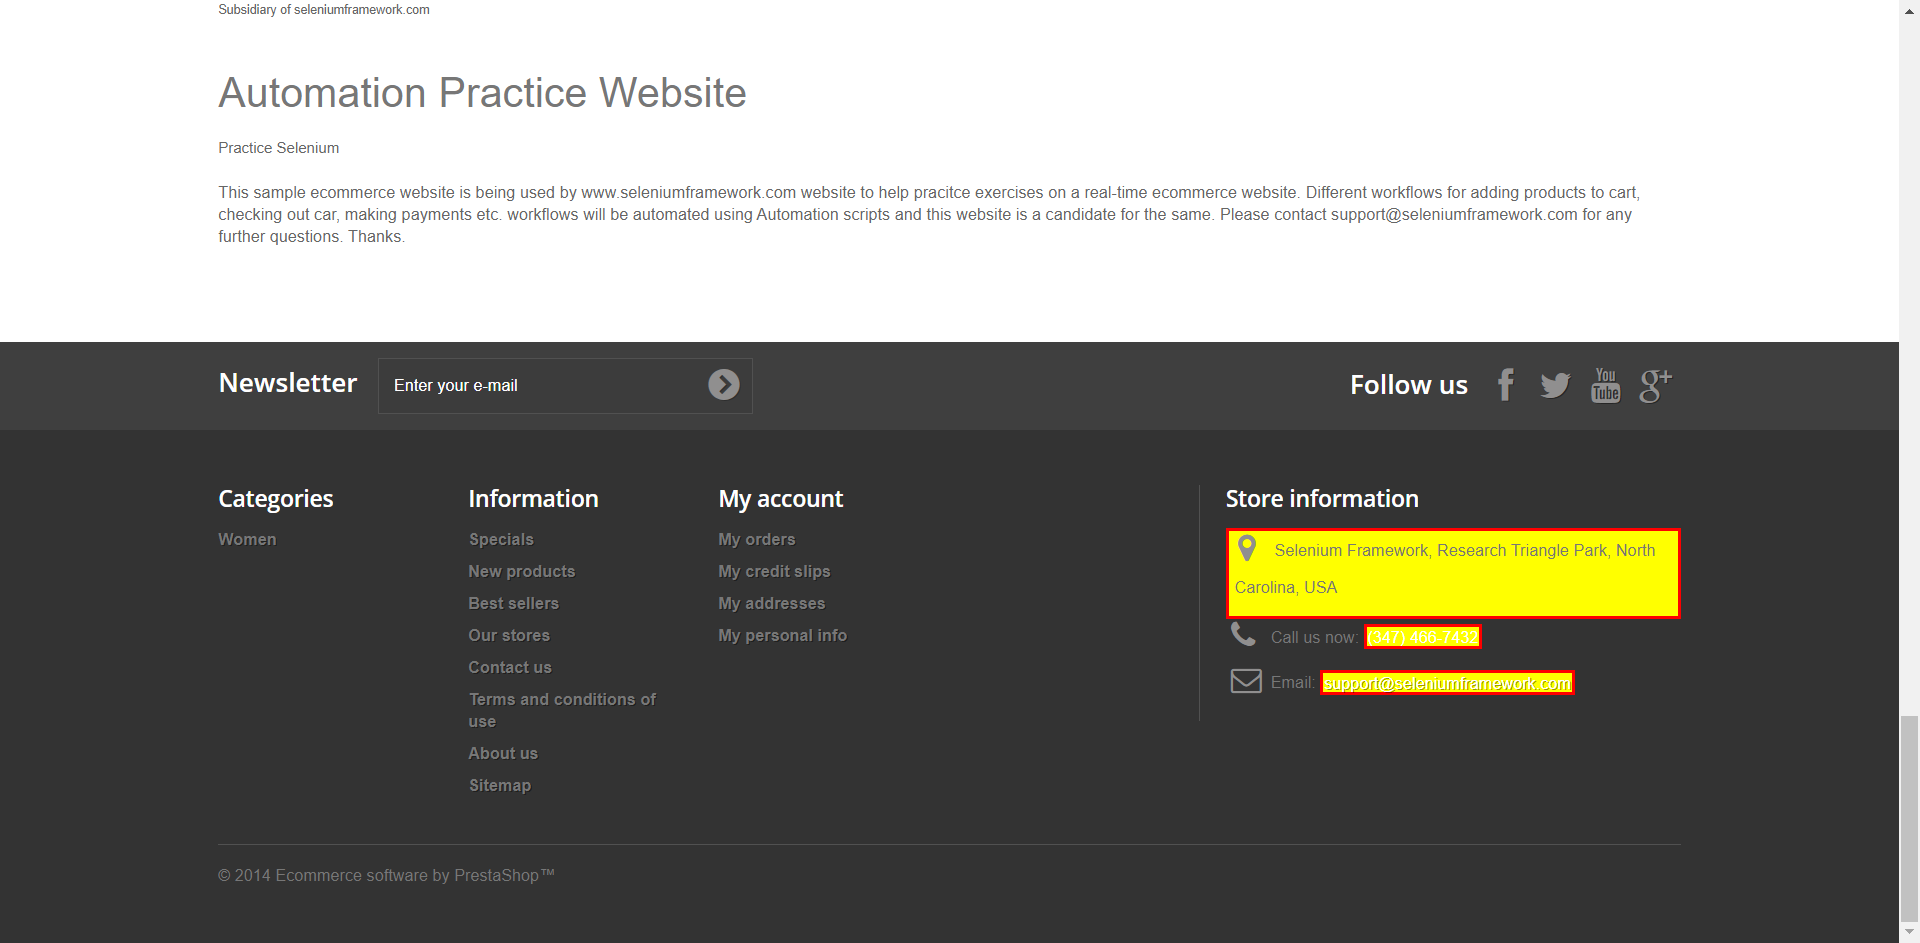 Subsidiary of seleniumframework.com
Automation Practice Website
Practice Selenium
This sample ecommerce website is being used by www.seleniumframework.com website to help pracitce exercises on a real-time ecommerce website. Different workflows for adding products to cart,
checking out car, making payments etc. workflows will be automated using Automation scripts and this website is a candidate for the same. Please contact support@seleniumframework.com for any
further questions. Thanks.
Newsletter
Enter your e-mail
Follow us
You
Tube
g+
Categories
Women
Information
Specials
New products
Best sellers
Our stores
Contact us
Terms and conditions of
use
About us
Sitemap
My account
My orders
My credit slips
My addresses
My personal info
Store information
Selenium Framework, Research Triangle Park, North
Carolina, USA
Call us now: (347) 466-7432
Email: support@seleniumframework.com
© 2014 Ecommerce software by PrestaShop™